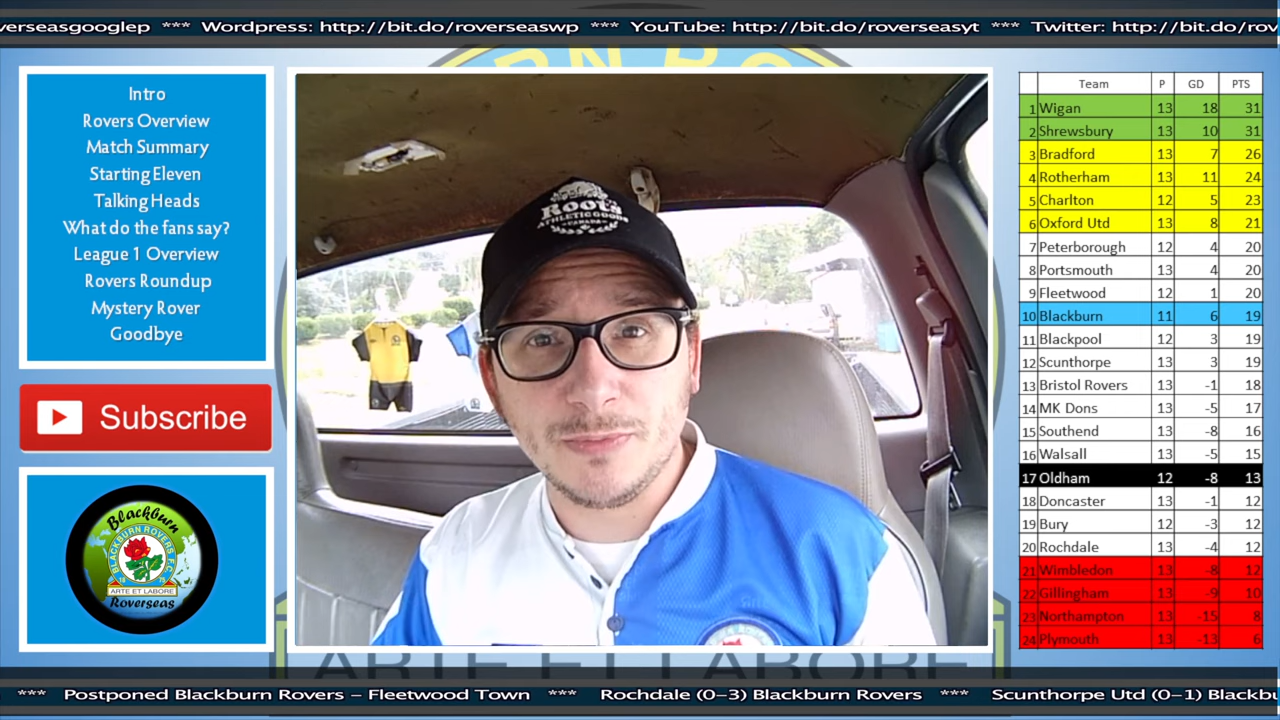 verseasgooglep *** Wordpress: http://bit.do/roverseaswp *** YouTube: http://bit.do/roverseasyt *** Twitter: http://bit.do/rov
Intro
Rovers Overview
Match Summary
Starting Eleven
Talking Heads
What do the fans say?
League 1 Overview
Rovers Roundup
Mystery Rover
Goodbye
Subscribe
Blackburn
BLACKBURN ROVERS F.C.
1875
ARTE ET LABORE
Roverseas
RN RO
Roots
ATHLETIC GOODS
CANADA
ARTE ET LABORE
Team P GD PTS
1 Wigan 13 18 31
2 Shrewsbury 13 10 31
3 Bradford 13 7 26
4 Rotherham 13 11 24
5 Charlton 12 5 23
6 Oxford Utd 13 8 21
7 Peterborough 12 4 20
8 Portsmouth 13 4 20
9 Fleetwood 12 1 20
10 Blackburn 11 6 19
11 Blackpool 12 3 19
12 Scunthorpe 13 3 19
13 Bristol Rovers 13 -1 18
14 MK Dons 13 -5 17
15 Southend 13 -8 16
16 Walsall 13 -5 15
17 Oldham 12 -8 13
18 Doncaster 13 -1 12
19 Bury 12 -3 12
20 Rochdale 13 -4 12
21 Wimbledon 13 -8 12
22 Gillingham 13 -9 10
23 Northampton 13 -15 8
24 Plymouth 13 -13 6
*** Postponed Blackburn Rovers – Fleetwood Town *** Rochdale (0–3) Blackburn Rovers *** Scunthorpe Utd (0–1) Blackbu